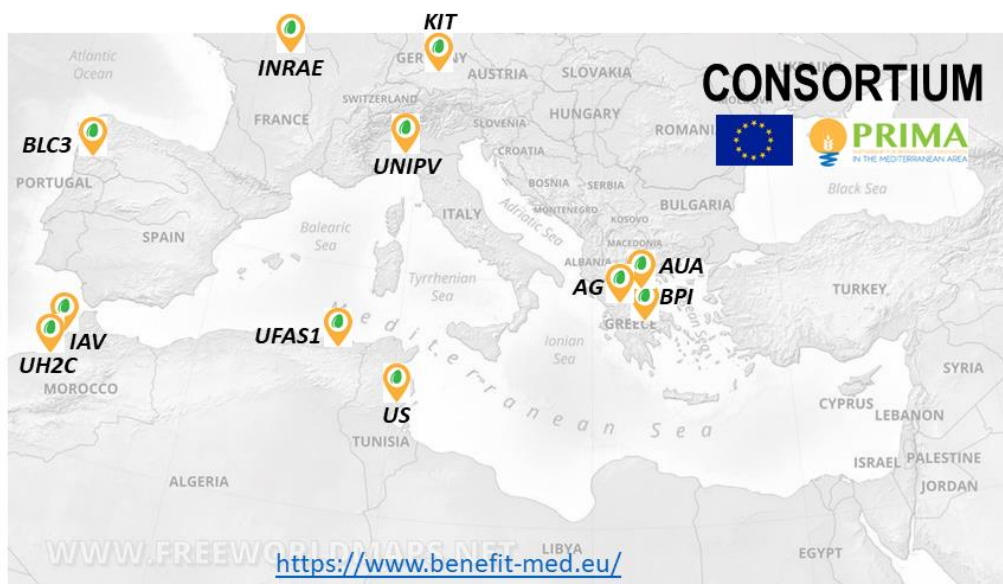 KIT
INRAE
CONSORTIUM
PRIMA
IN THE MEDITERRANEAN AREA
BLC3
UNIPV
AUA
AG
BPI
UFAS1
IAV
UH2C
US
Atlantic
Ocean
GERMANY
AUSTRIA
SLOVAKIA
SWITZERLAND
HUNGARY
FRANCE
SLOVENIA
CROATIA
ROMANIA
BOSNIA
SERBIA
Black Sea
PORTUGAL
SPAIN
ITALY
Adriatic Sea
MONTENEGRO
KOSOVO
BULGARIA
MACEDONIA
ALBANIA
Balearic
Sea
Tyrrhenian
Sea
Ionian
Sea
GREECE
TURKEY
Mediterranean Sea
CYPRUS
SYRIA
LEBANON
ISRAEL
PALESTINE
JORDAN
MOROCCO
ALGERIA
TUNISIA
LIBYA
EGYPT
WWW.FREEWORLDMAPS.NET
https://www.benefit-med.eu/